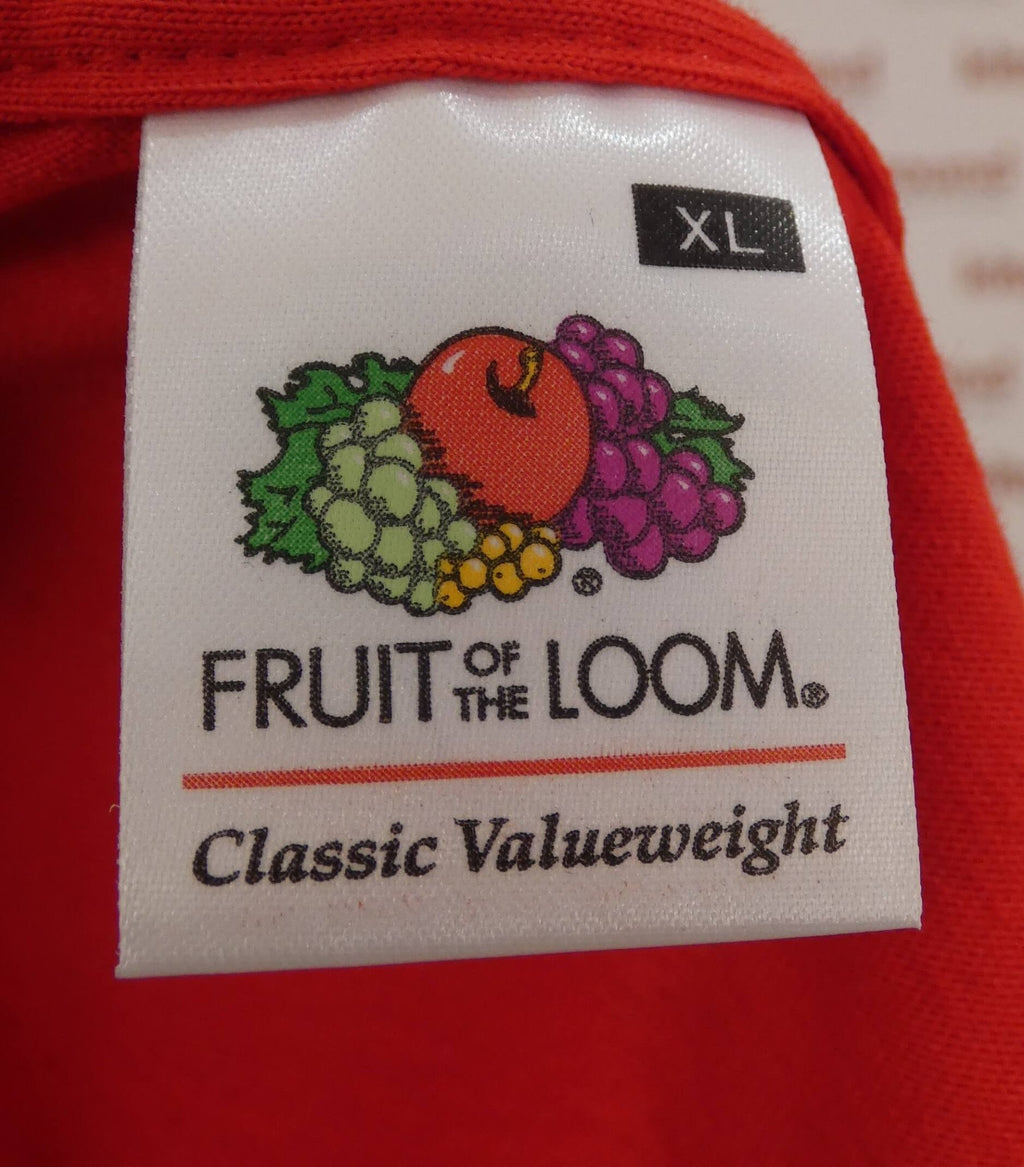 XL
®
FRUIT OF THE LOOM®
Classic Valueweight